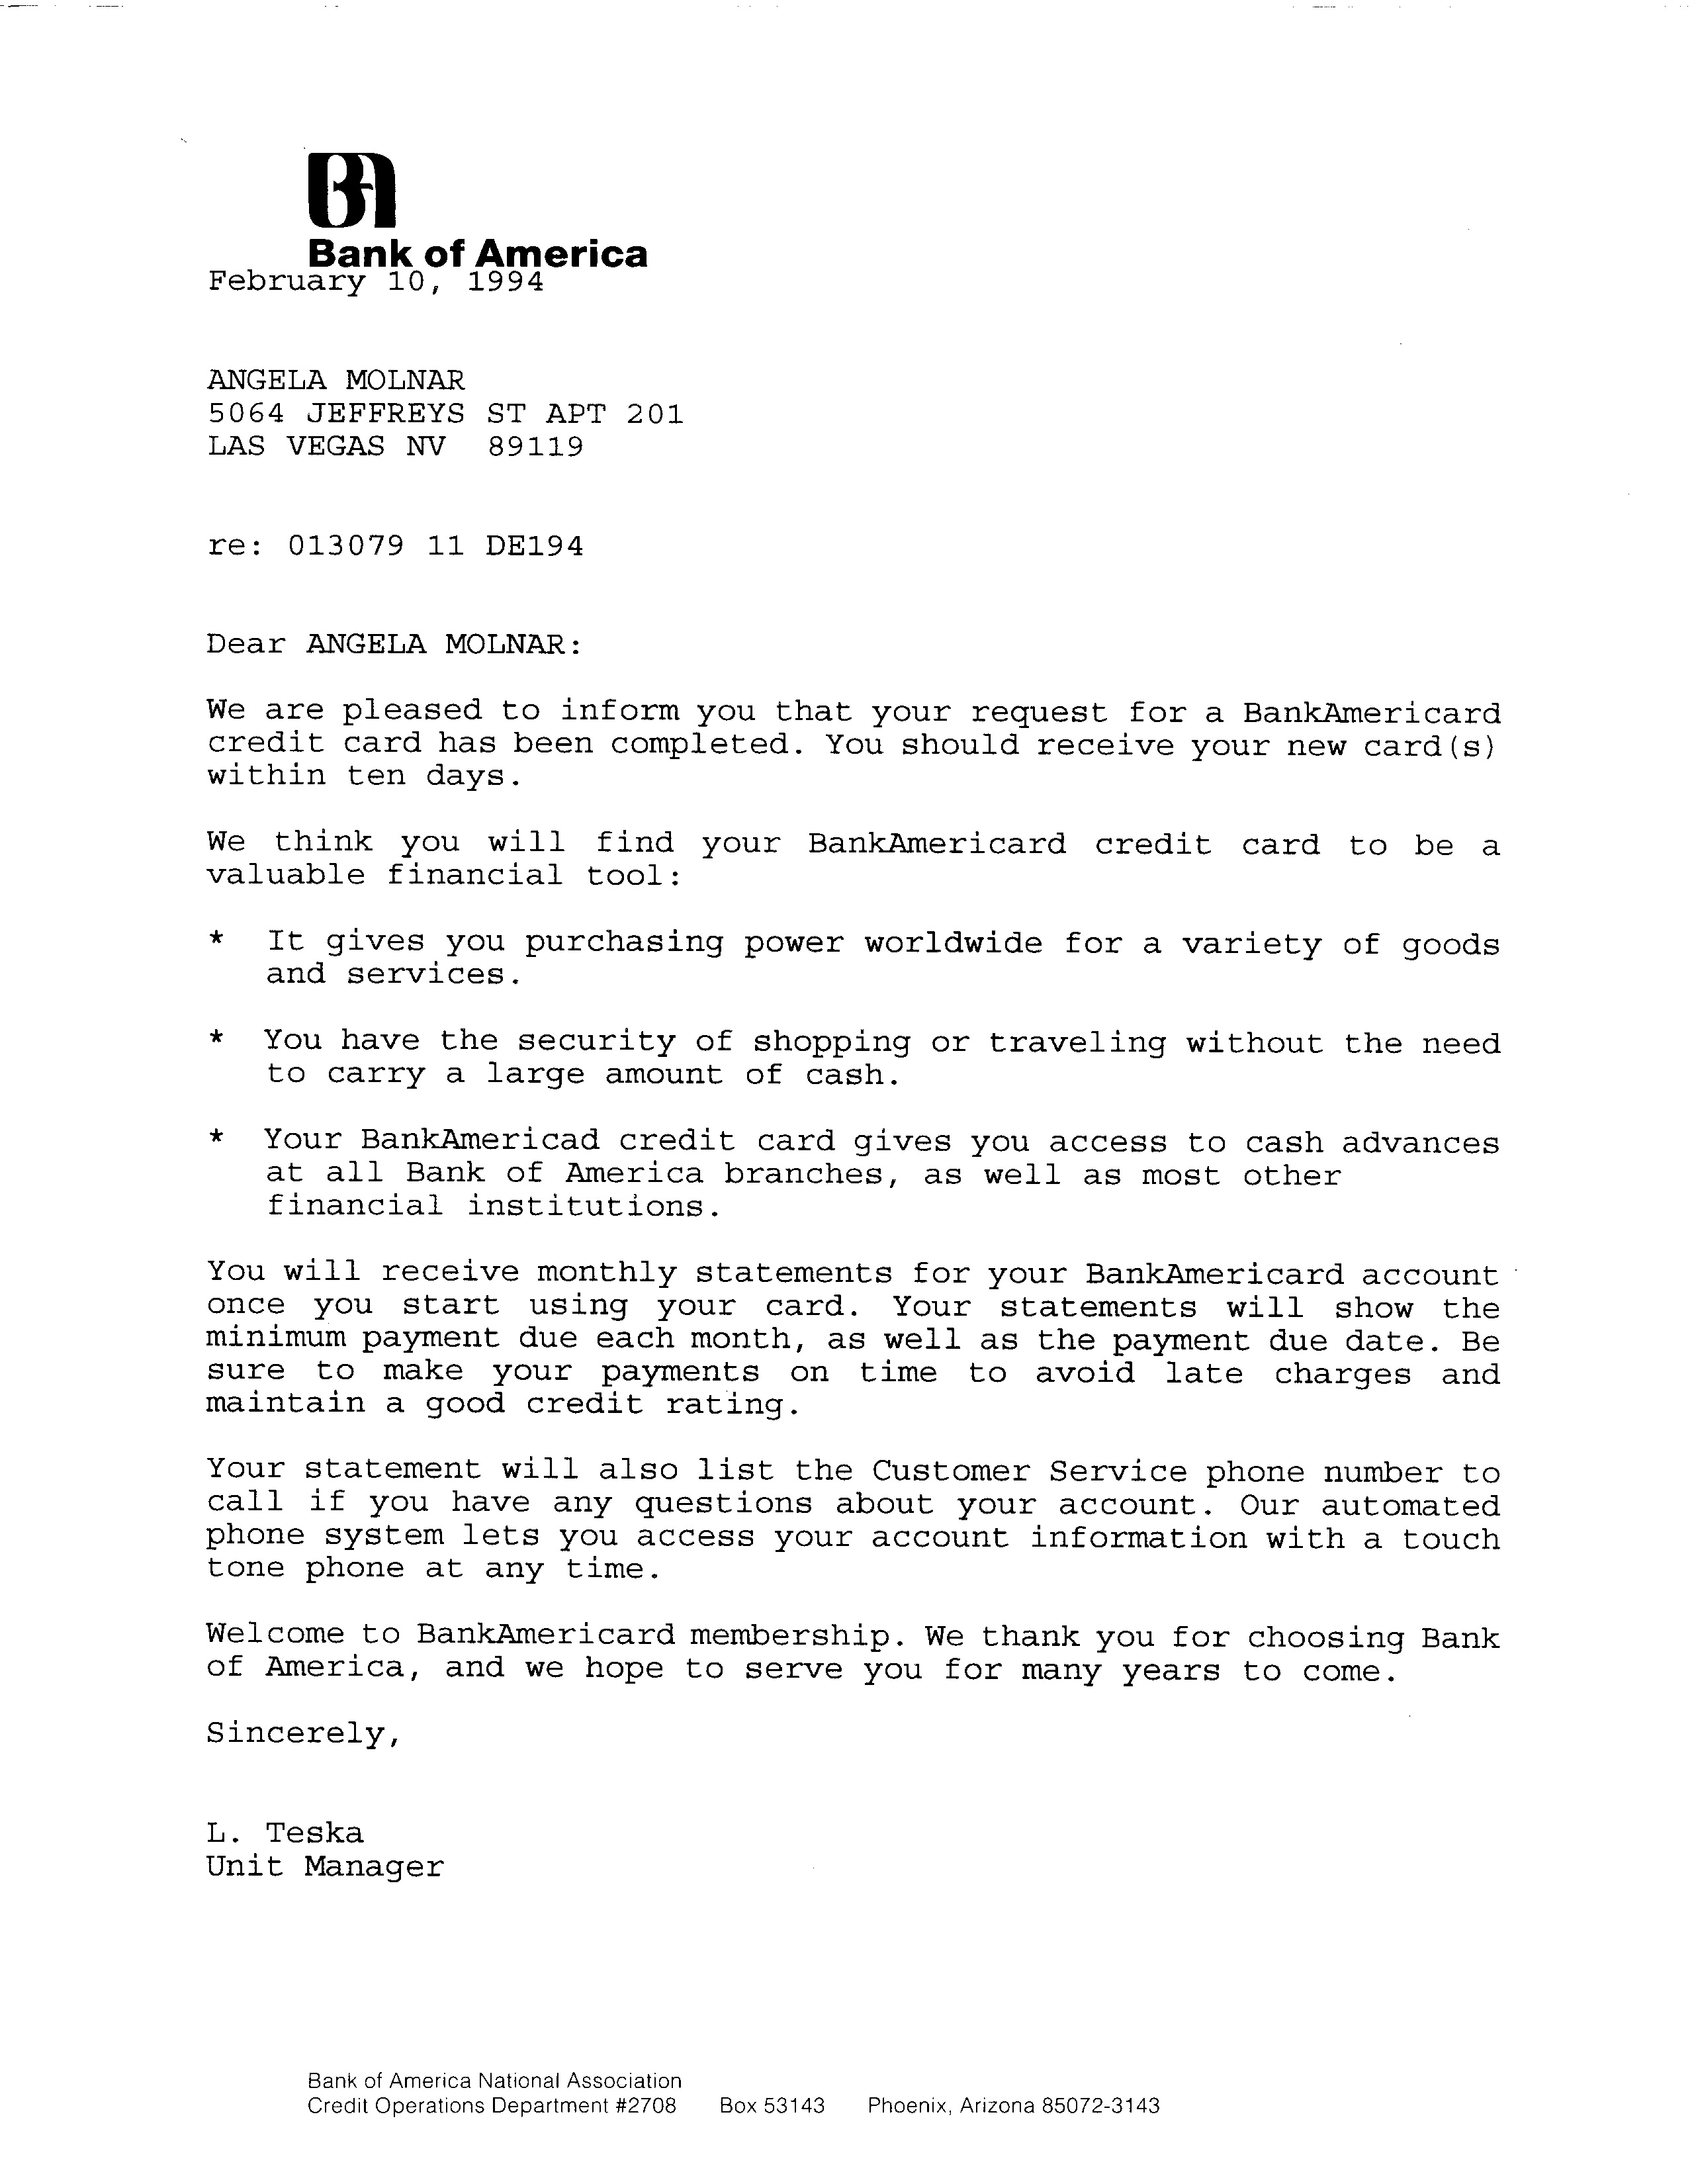 BA
Bank of America
February 10, 1994
ANGELA MOLNAR
5064 JEFFREYS ST APT 201
LAS VEGAS NV 89119
re: 013079 11 DE194
Dear ANGELA MOLNAR:
We are pleased to inform you that your request for a BankAmericard
credit card has been completed. You should receive your new card(s)
within ten days.
We think you will find your BankAmericard credit card to be a
valuable financial tool:
* It gives you purchasing power worldwide for a variety of goods
and services.
* You have the security of shopping or traveling without the need
to carry a large amount of cash.
* Your BankAmericad credit card gives you access to cash advances
at all Bank of America branches, as well as most other
financial institutions.
You will receive monthly statements for your BankAmericard account
once you start using your card. Your statements will show the
minimum payment due each month, as well as the payment due date. Be
sure to make your payments on time to avoid late charges and
maintain a good credit rating.
Your statement will also list the Customer Service phone number to
call if you have any questions about your account. Our automated
phone system lets you access your account information with a touch
tone phone at any time.
Welcome to BankAmericard membership. We thank you for choosing Bank
of America, and we hope to serve you for many years to come.
Sincerely,
L. Teska
Unit Manager
Bank of America National Association
Credit Operations Department #2708 Box 53143 Phoenix, Arizona 85072-3143